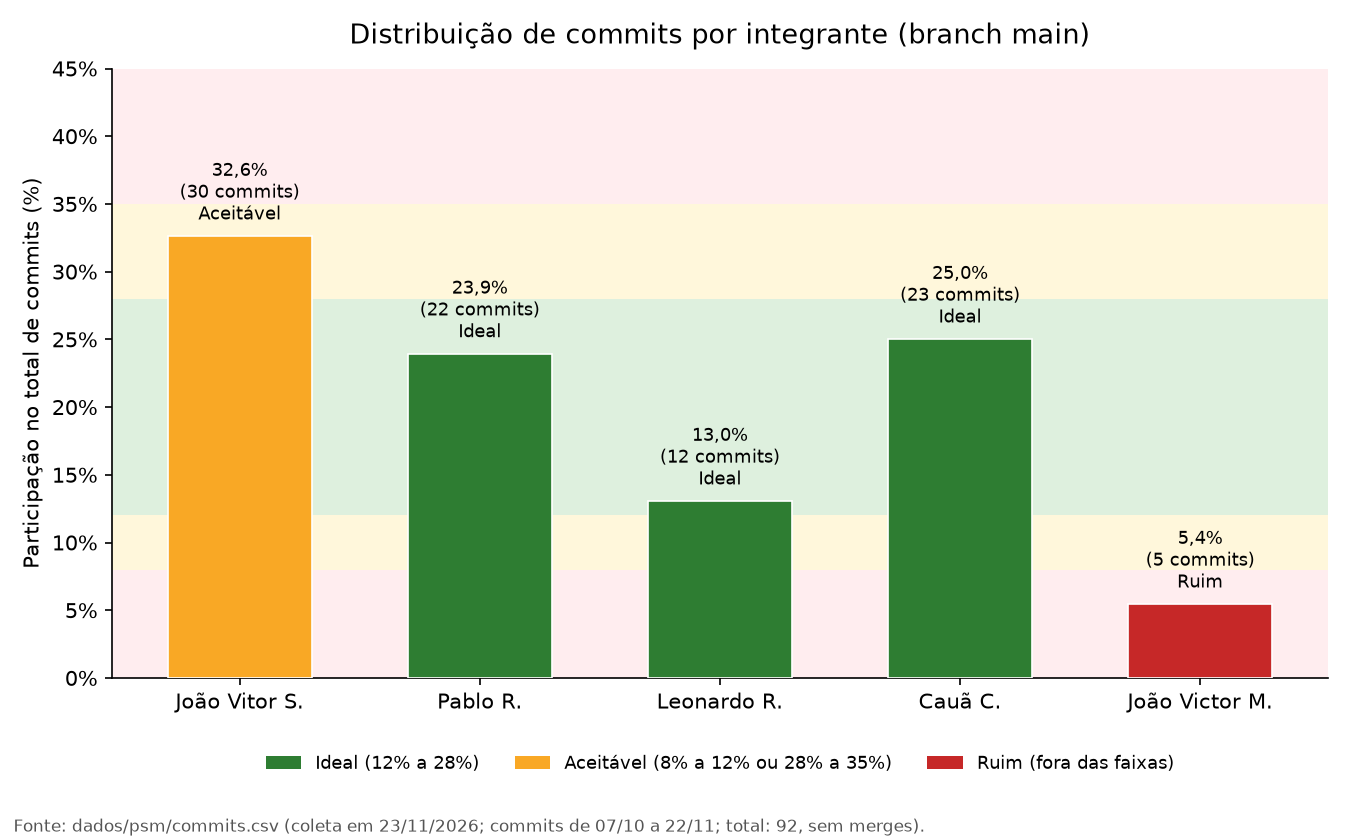 Distribuição de commits por integrante (branch main)
Participação no total de commits (%)
45%
40%
35%
30%
25%
20%
15%
10%
5%
0%
32,6%
(30 commits)
Aceitável
23,9%
(22 commits)
Ideal
13,0%
(12 commits)
Ideal
25,0%
(23 commits)
Ideal
5,4%
(5 commits)
Ruim
João Vitor S.
Pablo R.
Leonardo R.
Cauã C.
João Victor M.
Ideal (12% a 28%)
Aceitável (8% a 12% ou 28% a 35%)
Ruim (fora das faixas)
Fonte: dados/psm/commits.csv (coleta em 23/11/2026; commits de 07/10 a 22/11; total: 92, sem merges).